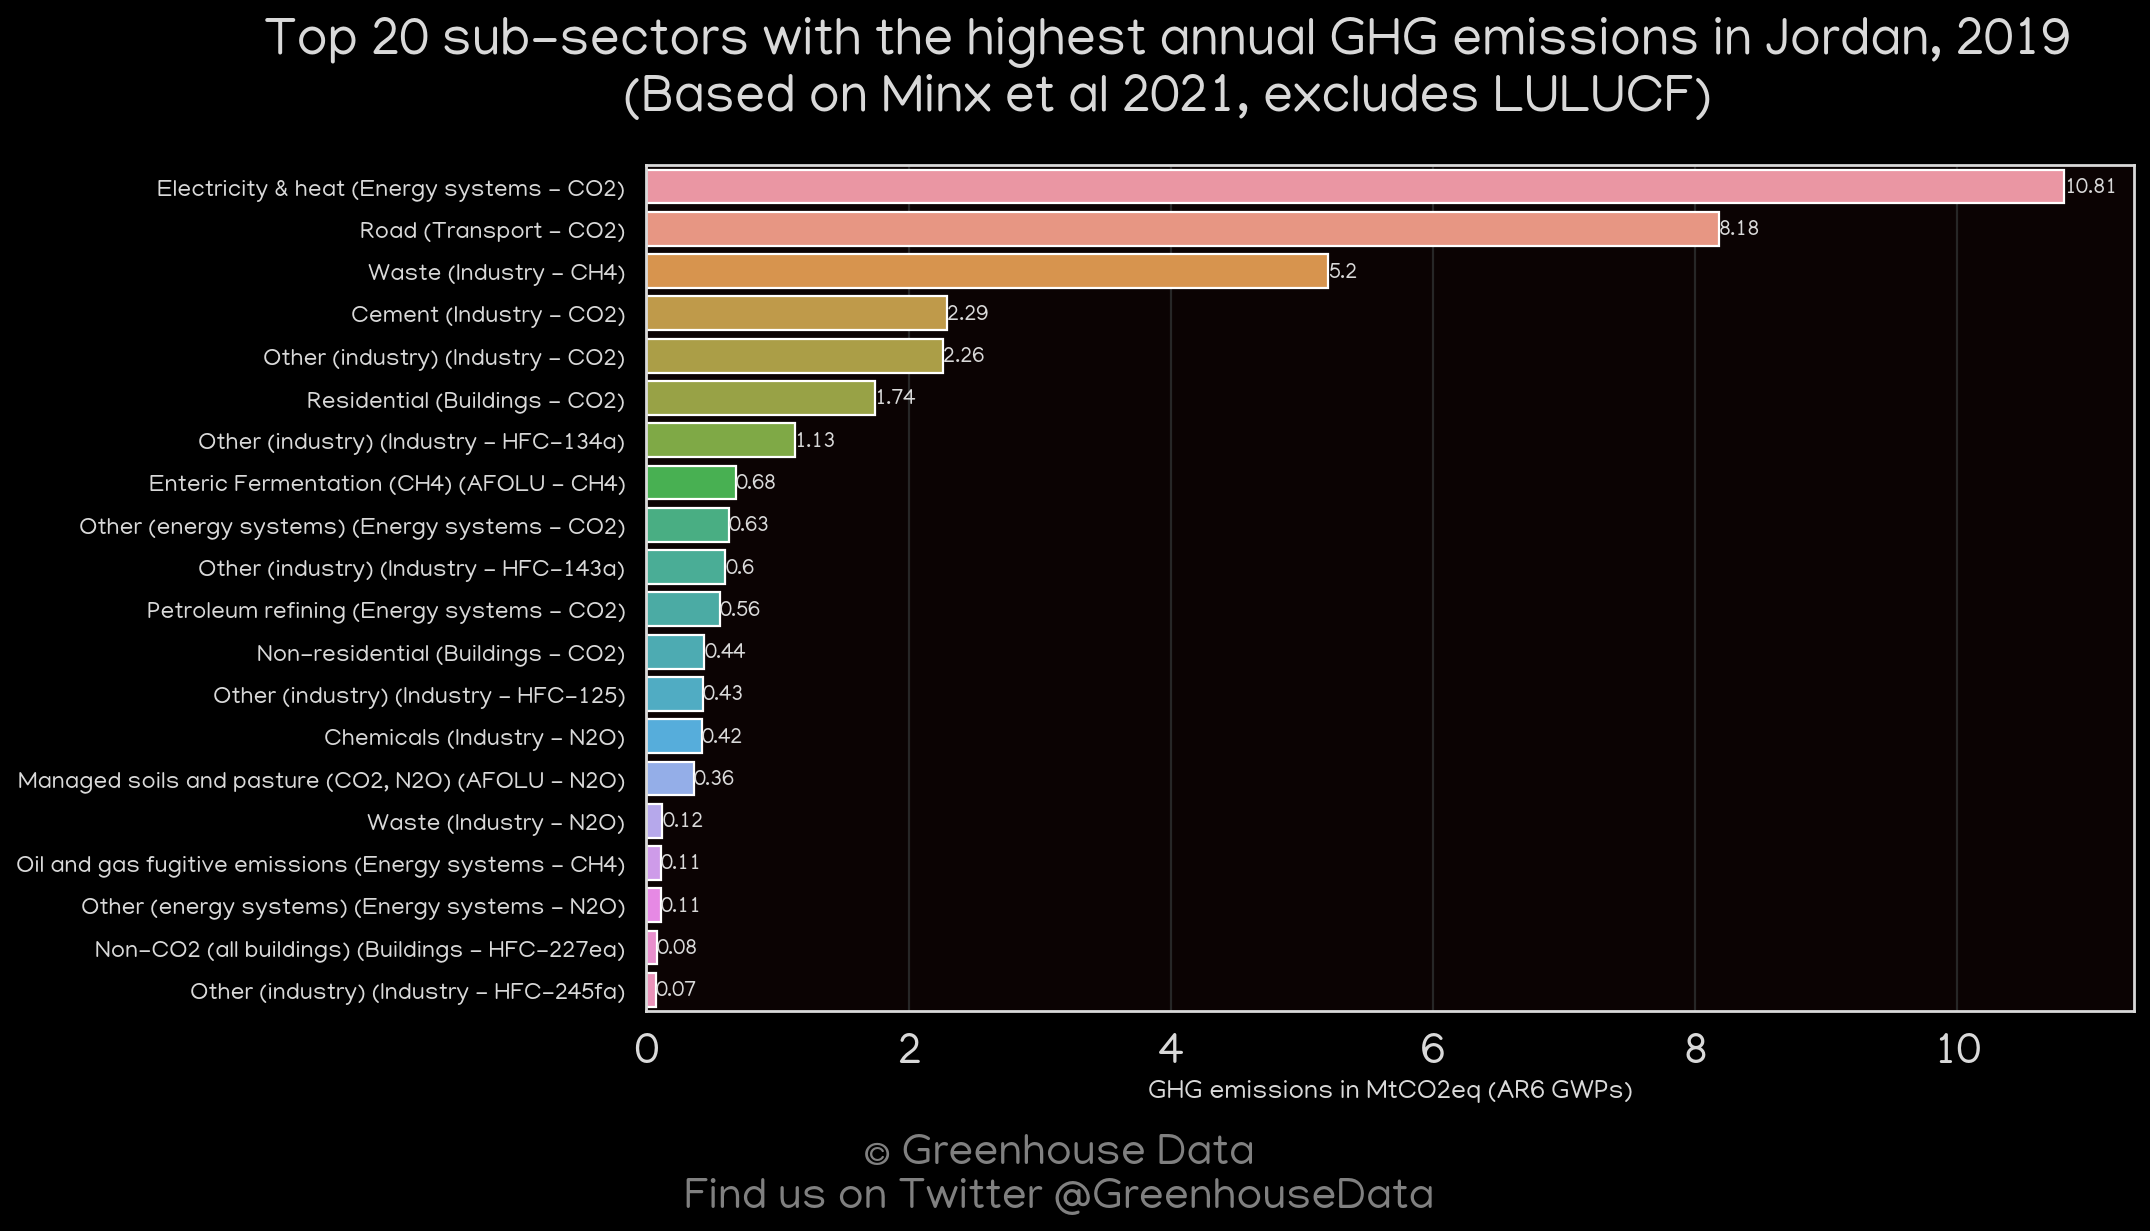 Top 20 sub-sectors with the highest annual GHG emissions in Jordan, 2019
(Based on Minx et al 2021, excludes LULUCF)
Electricity & heat (Energy systems - CO2) 10.81
Road (Transport - CO2) 8.18
Waste (Industry - CH4) 5.2
Cement (Industry - CO2) 2.29
Other (industry) (Industry - CO2) 2.26
Residential (Buildings - CO2) 1.74
Other (industry) (Industry - HFC-134a) 1.13
Enteric Fermentation (CH4) (AFOLU - CH4) 0.68
Other (energy systems) (Energy systems - CO2) 0.63
Other (industry) (Industry - HFC-143a) 0.6
Petroleum refining (Energy systems - CO2) 0.56
Non-residential (Buildings - CO2) 0.44
Other (industry) (Industry - HFC-125) 0.43
Chemicals (Industry - N2O) 0.42
Managed soils and pasture (CO2, N2O) (AFOLU - N2O) 0.36
Waste (Industry - N2O) 0.12
Oil and gas fugitive emissions (Energy systems - CH4) 0.11
Other (energy systems) (Energy systems - N2O) 0.11
Non-CO2 (all buildings) (Buildings - HFC-227ea) 0.08
Other (industry) (Industry - HFC-245fa) 0.07
0 2 4 6 8 10
GHG emissions in MtCO2eq (AR6 GWPs)
© Greenhouse Data
Find us on Twitter @GreenhouseData